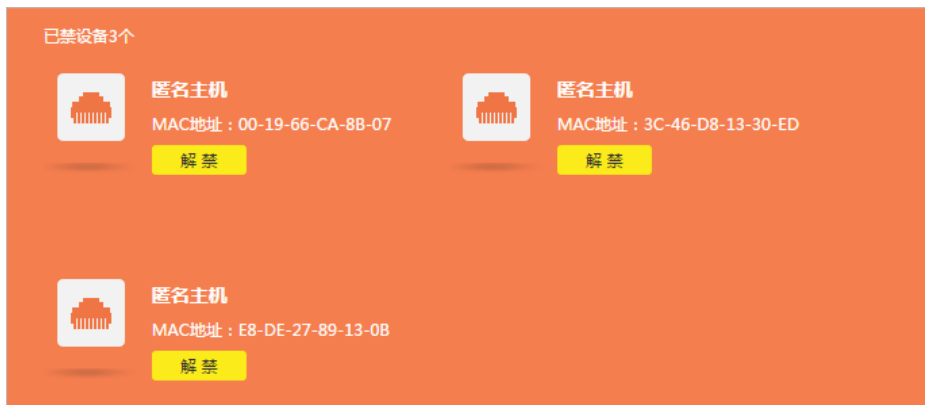 已禁设备3个
匿名主机
MAC地址：00-19-66-CA-8B-07
解 禁
匿名主机
MAC地址：3C-46-D8-13-30-ED
解 禁
匿名主机
MAC地址：E8-DE-27-89-13-0B
解 禁